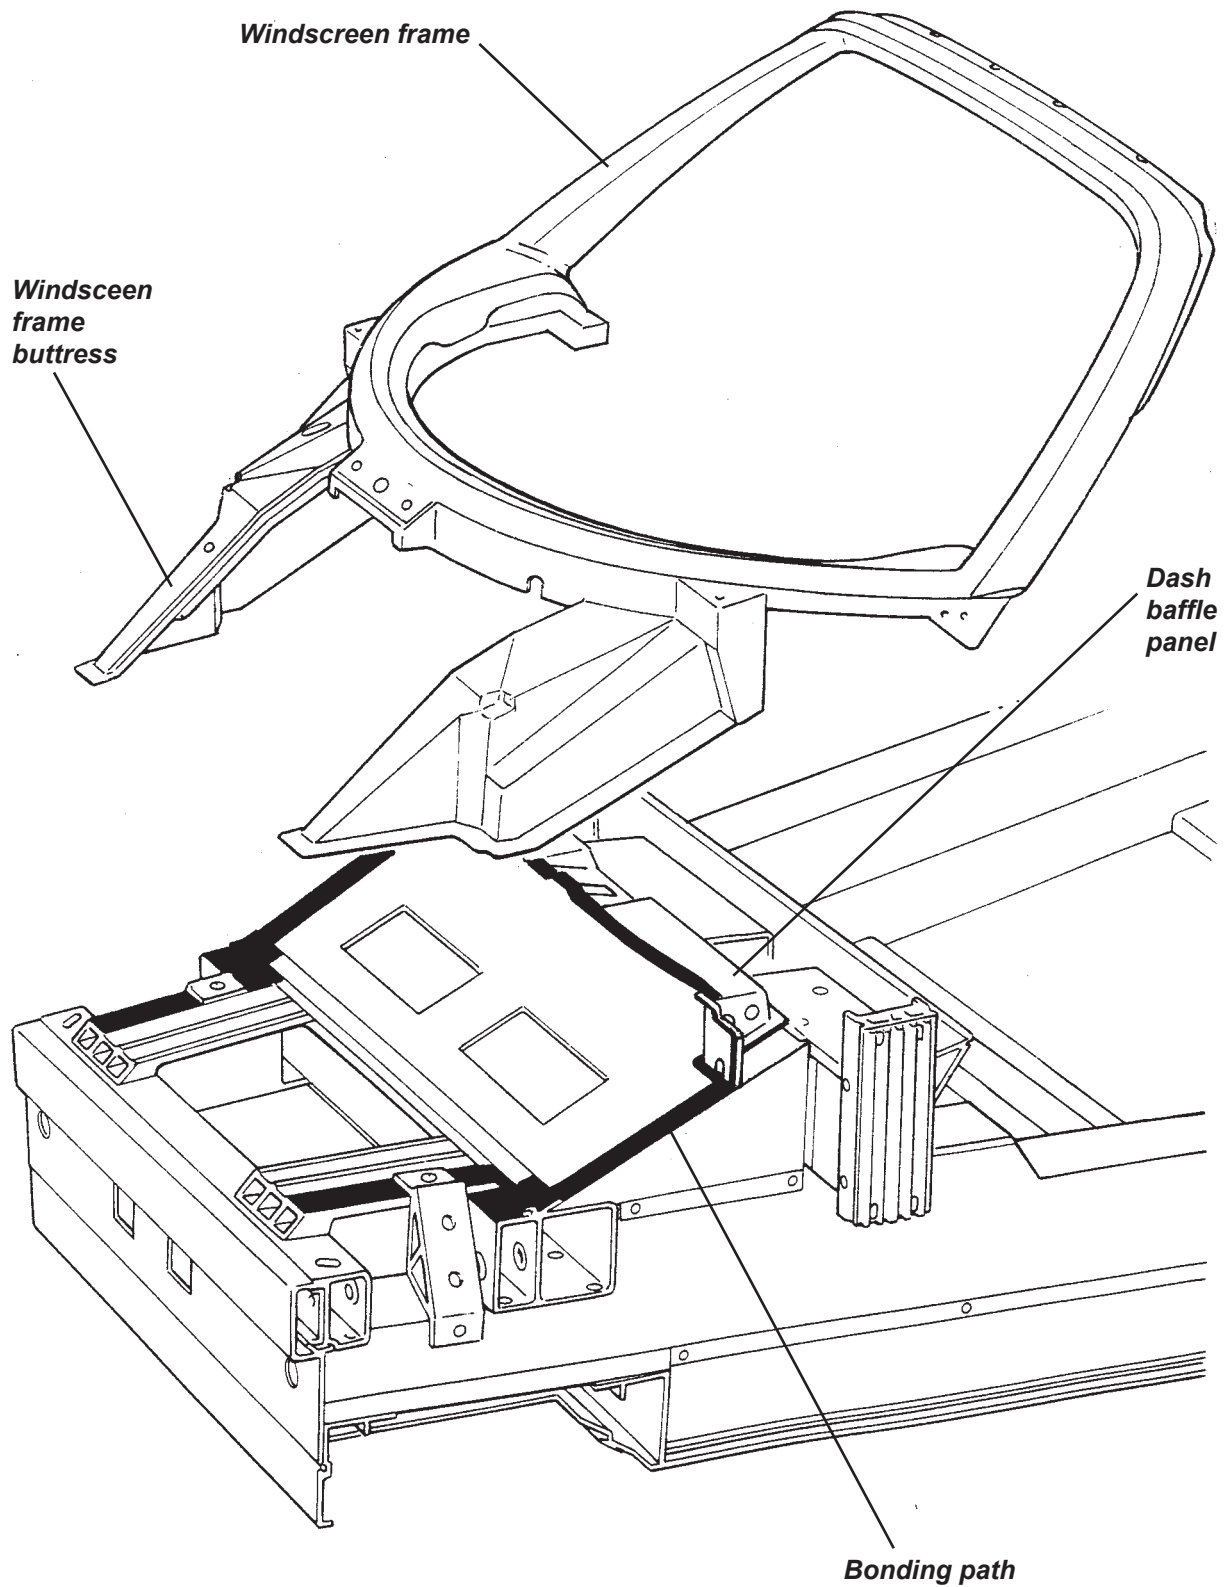 Windscreen frame
Windsceen
frame
buttress
Dash
baffle
panel
Bonding path